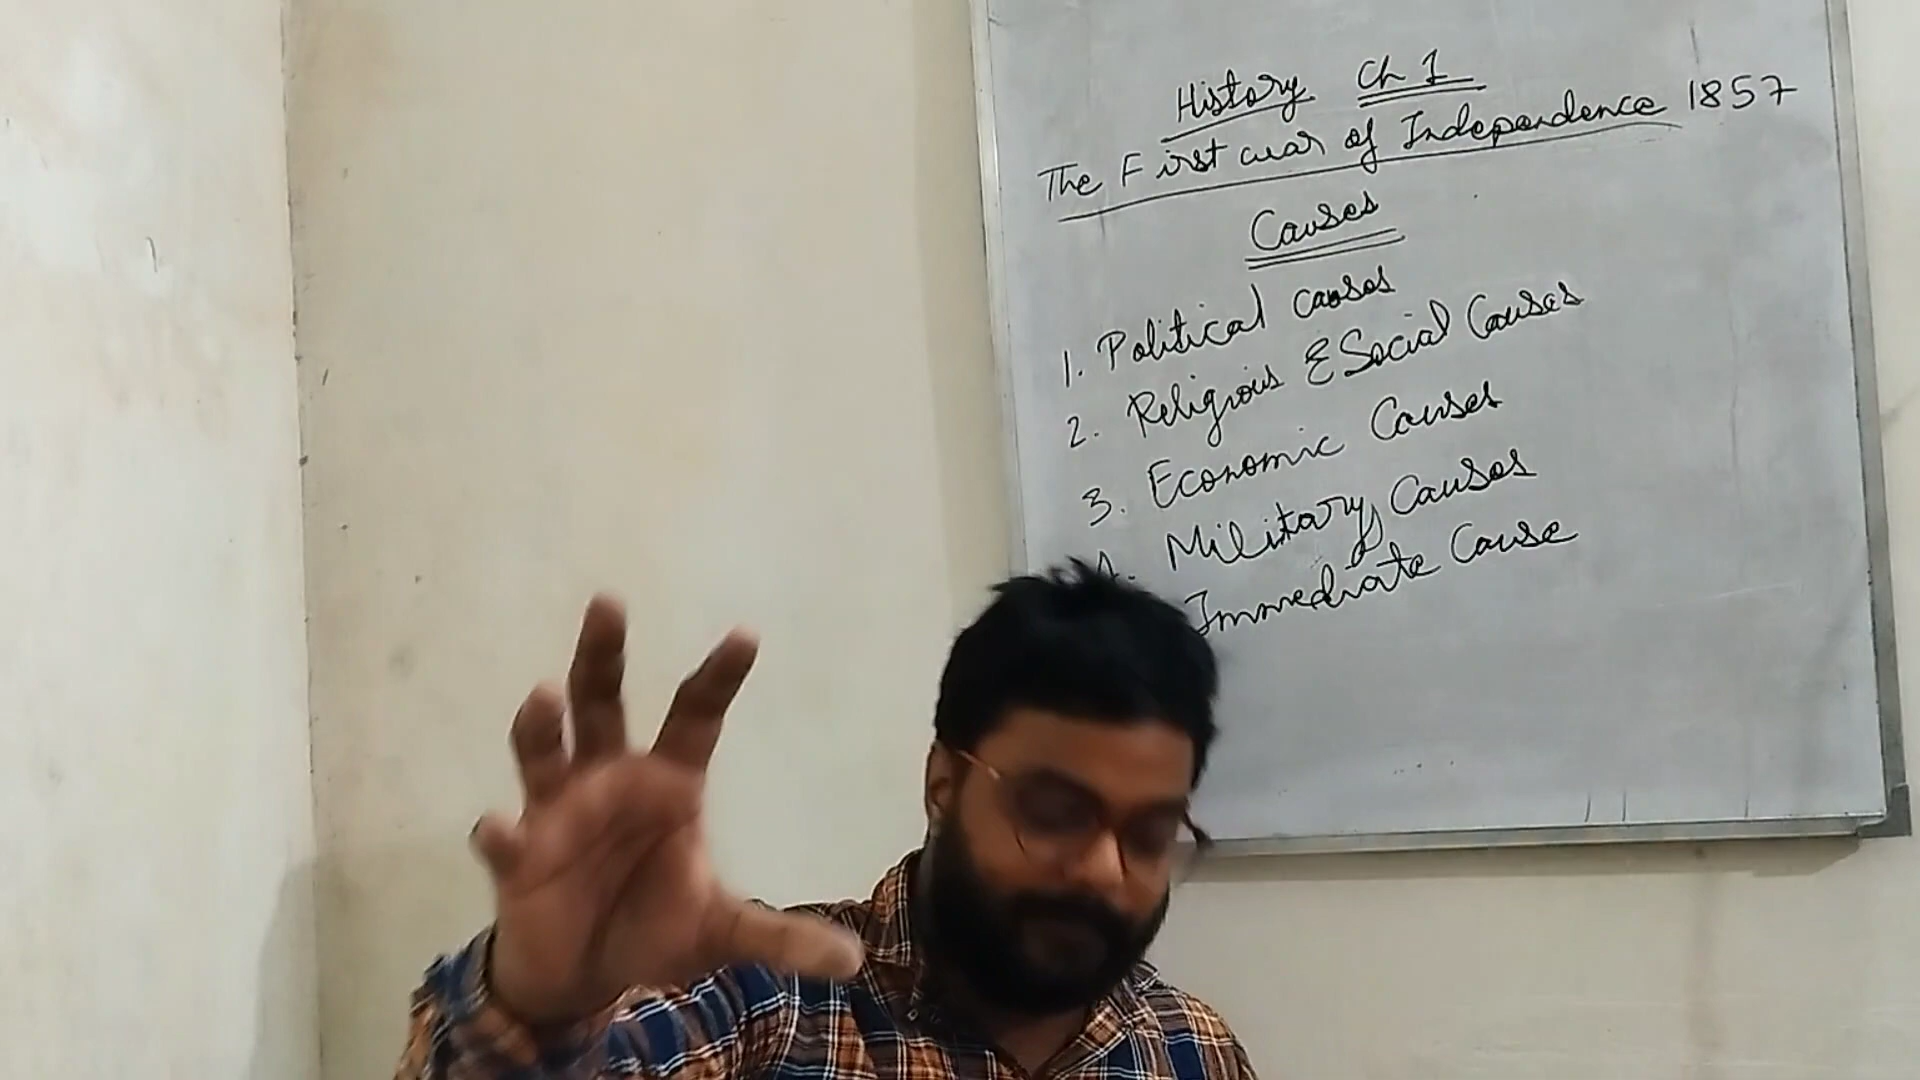 History Ch 1
The First war of Independence 1857
Causes
1. Political causes
2. Religious & Social Causes
3. Economic Causes
4. Military Causes
Immediate Cause